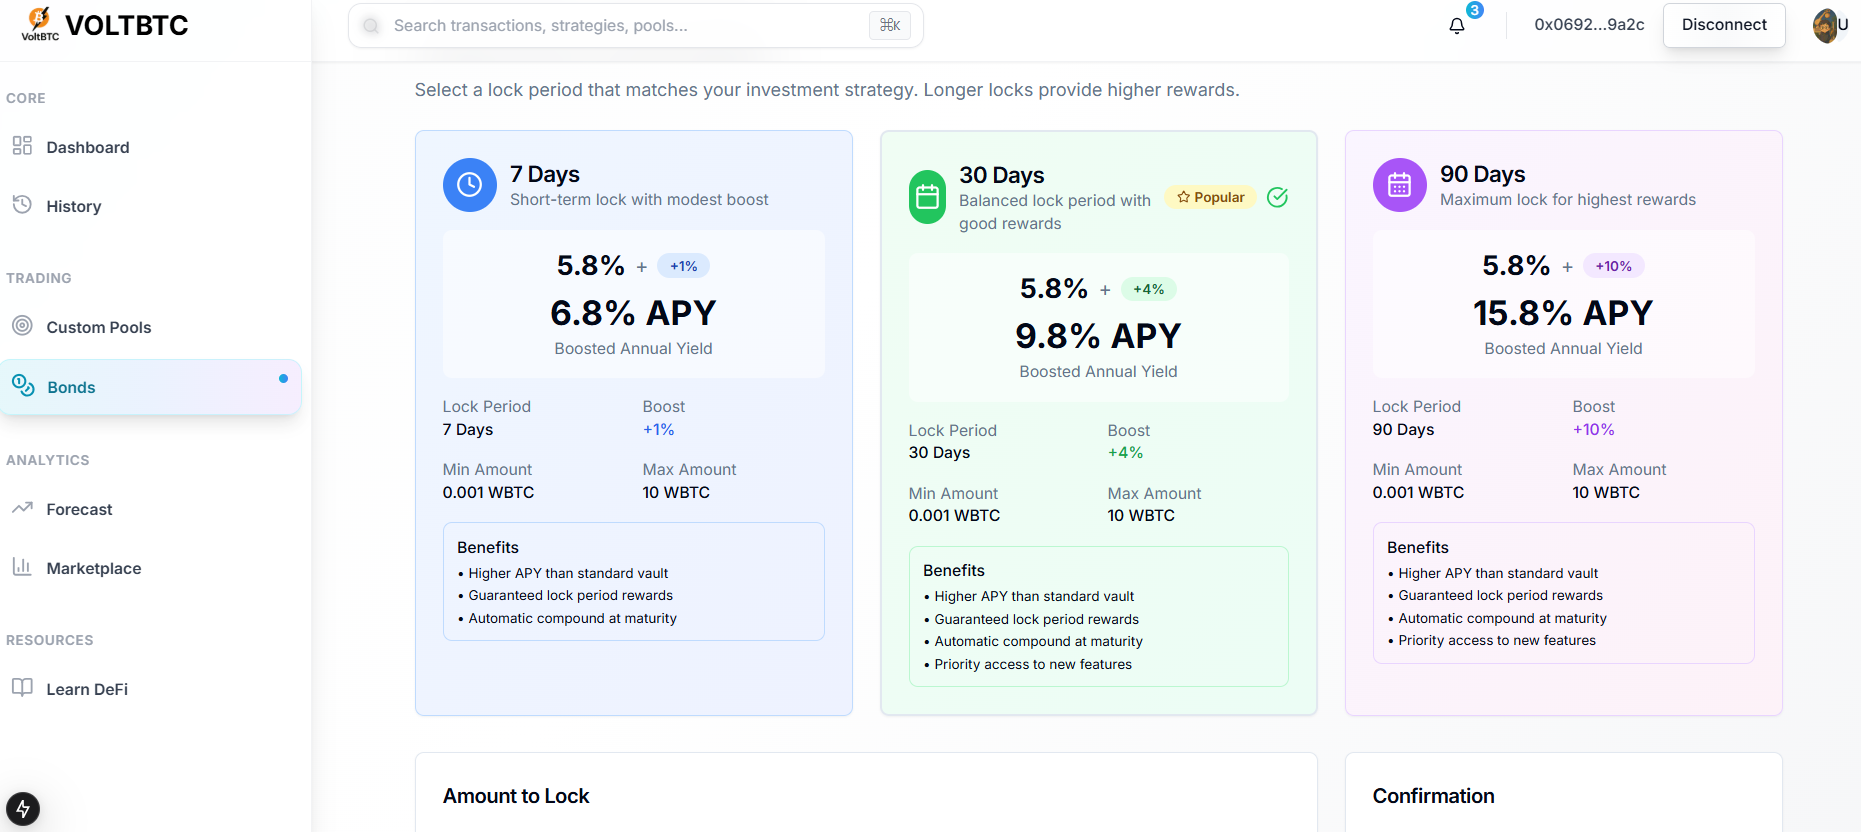 VoltBTC
VOLTBTC
Search transactions, strategies, pools...
⌘K
3
0x0692...9a2c
Disconnect
U
CORE
Dashboard
History
TRADING
Custom Pools
Bonds
ANALYTICS
Forecast
Marketplace
RESOURCES
Learn DeFi
Select a lock period that matches your investment strategy. Longer locks provide higher rewards.
7 Days
Short-term lock with modest boost
5.8% + +1%
6.8% APY
Boosted Annual Yield
Lock Period Boost
7 Days +1%
Min Amount Max Amount
0.001 WBTC 10 WBTC
Benefits
• Higher APY than standard vault
• Guaranteed lock period rewards
• Automatic compound at maturity
30 Days
Balanced lock period with
good rewards
Popular
5.8% + +4%
9.8% APY
Boosted Annual Yield
Lock Period Boost
30 Days +4%
Min Amount Max Amount
0.001 WBTC 10 WBTC
Benefits
• Higher APY than standard vault
• Guaranteed lock period rewards
• Automatic compound at maturity
• Priority access to new features
90 Days
Maximum lock for highest rewards
5.8% + +10%
15.8% APY
Boosted Annual Yield
Lock Period Boost
90 Days +10%
Min Amount Max Amount
0.001 WBTC 10 WBTC
Benefits
• Higher APY than standard vault
• Guaranteed lock period rewards
• Automatic compound at maturity
• Priority access to new features
Amount to Lock
Confirmation